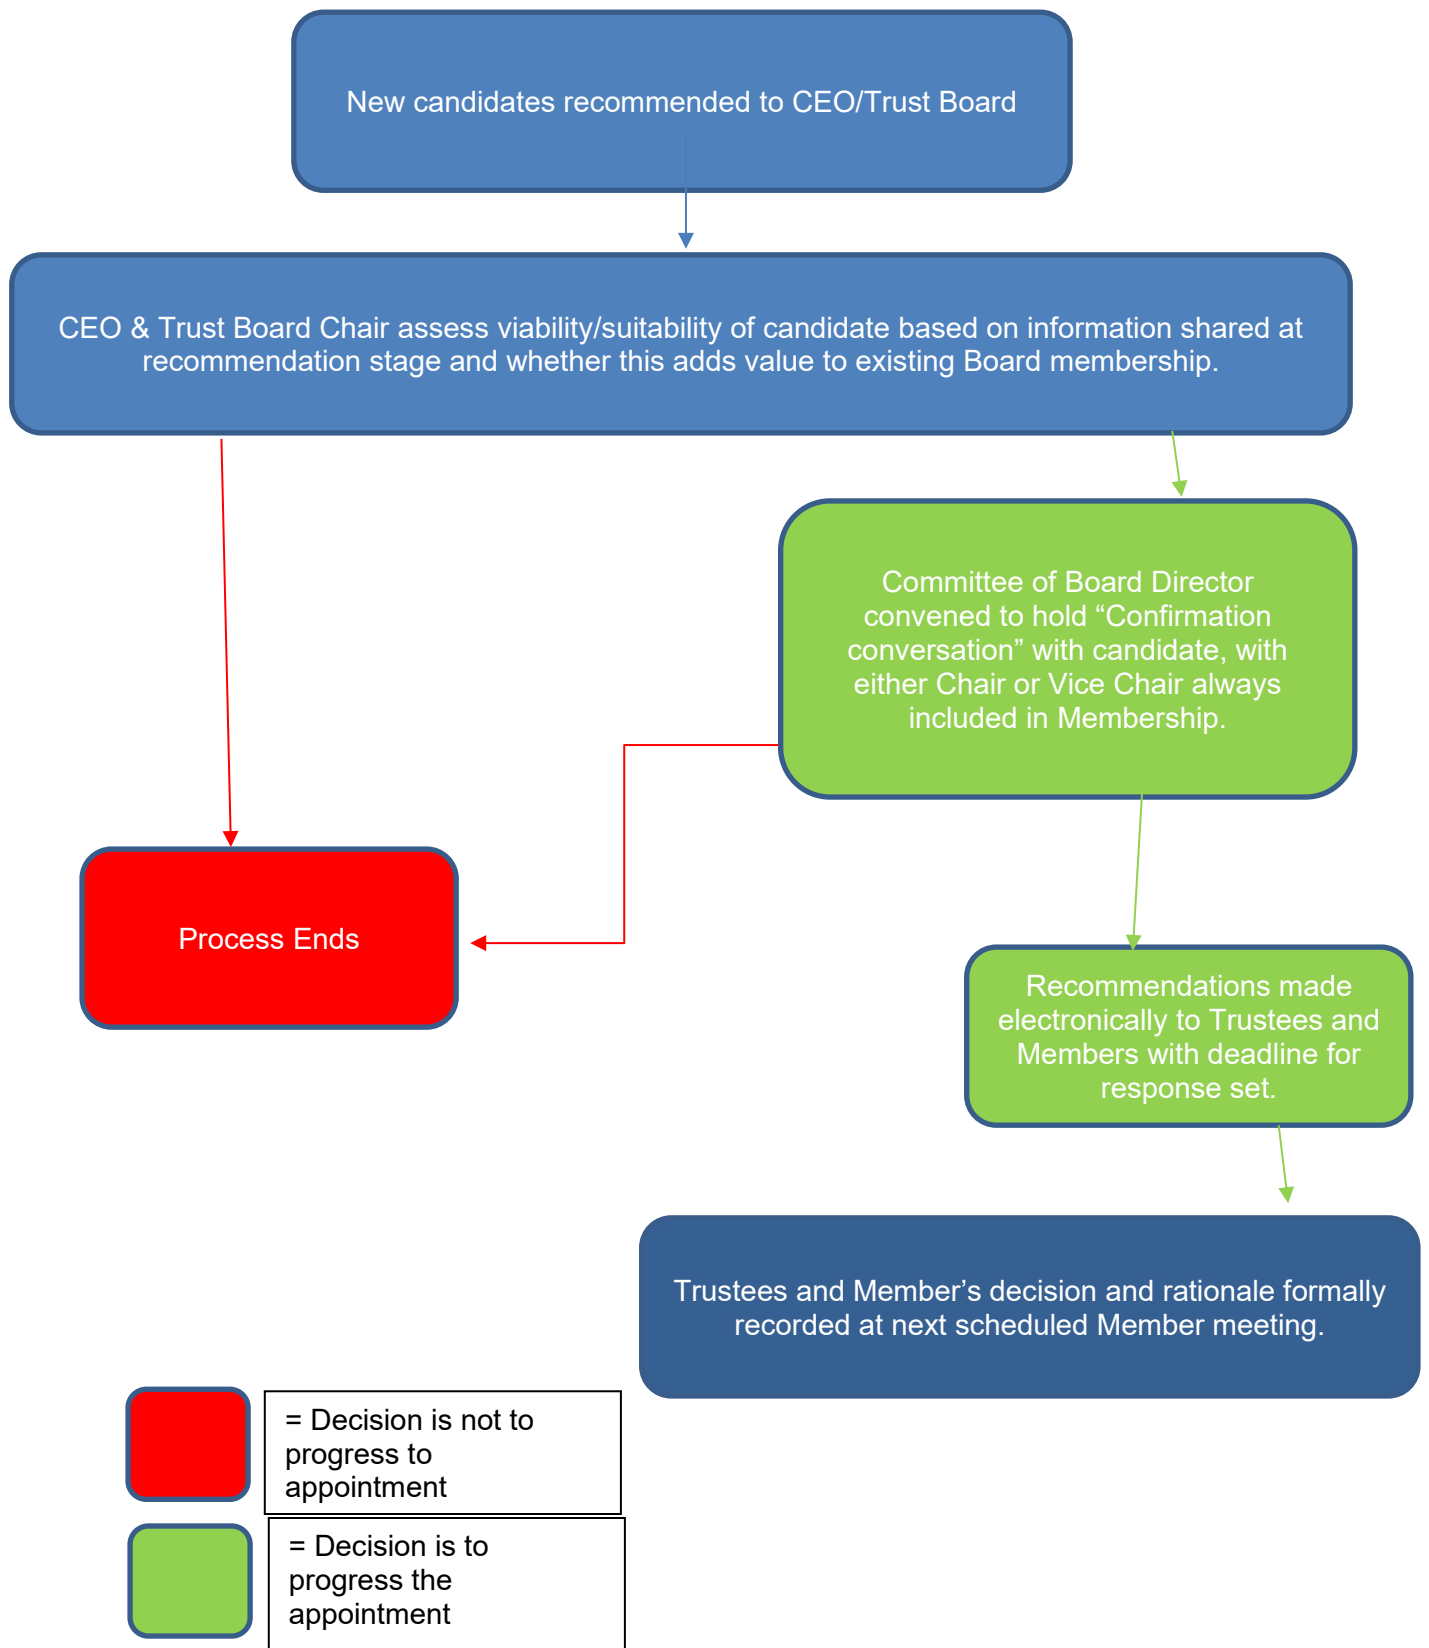 New candidates recommended to CEO/Trust Board
CEO & Trust Board Chair assess viability/suitability of candidate based on information shared at
recommendation stage and whether this adds value to existing Board membership.
Committee of Board Director
convened to hold “Confirmation
conversation” with candidate, with
either Chair or Vice Chair always
included in Membership.
Process Ends
Recommendations made
electronically to Trustees and
Members with deadline for
response set.
Trustees and Member’s decision and rationale formally
recorded at next scheduled Member meeting.
= Decision is not to
progress to
appointment
= Decision is to
progress the
appointment